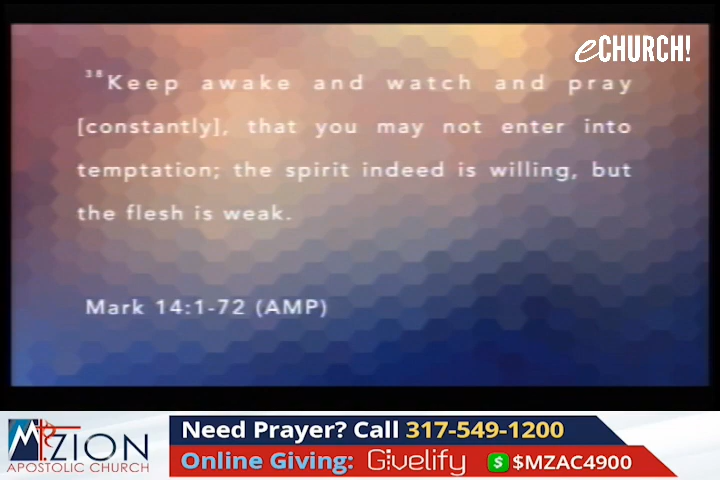 eCHURCH!
38Keep awake and watch and pray
[constantly], that you may not enter into
temptation; the spirit indeed is willing, but
the flesh is weak.
Mark 14:1-72 (AMP)
Mt. ZION
APOSTOLIC CHURCH
Need Prayer? Call 317-549-1200
Online Giving: Givelify $ $MZAC4900